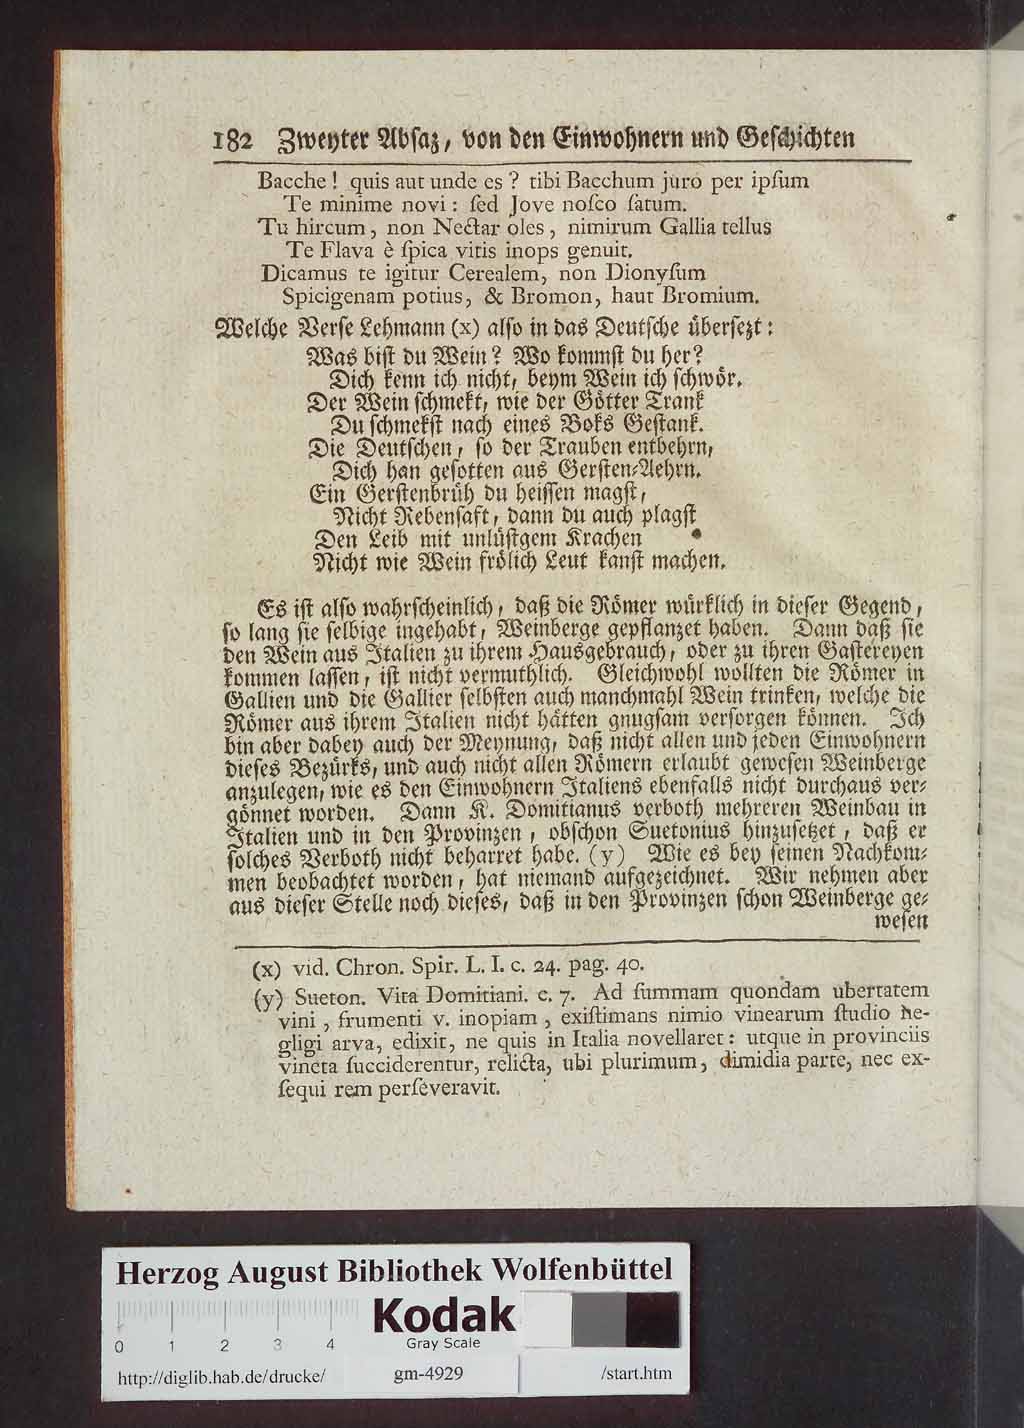 182 Zweyter Absaz, von den Einwohnern und Geschichten
Bacche! quis aut unde es? tibi Bacchum juro per ipſum
Te minime novi: ſed Jove noſco ſatum.
Tu hircum, non Nectar oles, nimirum Gallia tellus
Te Flava è ſpica vitis inops genuit.
Dicamus te igitur Cerealem, non Dionyſum
Spicigenam potius, & Bromon, haut Bromium.
Welche Verſe Lehmann (x) alſo in das Deutſche überſezt:
Was biſt du Wein? Wo kommſt du her?
Dich kenn ich nicht, beym Wein ich ſchwör.
Der Wein ſchmekt, wie der Götter Trank
Du ſchmekſt nach eines Boks Geſtank.
Die Deutſchen, ſo der Trauben entbehrn,
Dich han geſotten aus Gerſten-Aehrn.
Ein Gerſtenbrüh du heiſſen magſt,
Nicht Rebenſaft, dann du auch plagſt
Den Leib mit unlüſtgem Krachen
Nicht wie Wein frölich Leut kanſt machen.
Es iſt alſo wahrſcheinlich, daß die Römer würklich in dieſer Gegend,
ſo lang ſie ſelbige ingehabt, Weinberge gepflanzet haben. Dann daß ſie
den Wein aus Italien zu ihrem Hausgebrauch, oder zu ihren Gaſtereyen
kommen laſſen, iſt nicht vermuthlich. Gleichwohl wollten die Römer in
Gallien und die Gallier ſelbſten auch manchmahl Wein trinken, welche die
Römer aus ihrem Italien nicht hätten gnugſam verſorgen können. Ich
bin aber dabey auch der Meynung, daß nicht allen und jeden Einwohnern
dieſes Bezürks, und auch nicht allen Römern erlaubt geweſen Weinberge
anzulegen, wie es den Einwohnern Italiens ebenfalls nicht durchaus ver-
gönnet worden. Dann K. Domitianus verboth mehreren Weinbau in
Italien und in den Provinzen, obſchon Suetonius hinzuſetzet, daß er
ſolches Verboth nicht beharret habe. (y) Wie es bey ſeinen Nachkom-
men beobachtet worden, hat niemand aufgezeichnet. Wir nehmen aber
aus dieſer Stelle noch dieſes, daß in den Provinzen ſchon Weinberge ge-
weſen
(x) vid. Chron. Spir. L. I. c. 24. pag. 40.
(y) Sueton. Vita Domitiani. c. 7. Ad ſummam quondam ubertatem
vini, frumenti v. inopiam, exiſtimans nimio vinearum ſtudio ne-
gligi arva, edixit, ne quis in Italia novellaret: utque in provinciis
vineta ſucciderentur, relicta, ubi plurimum, dimidia parte, nec ex-
ſequi rem perſeveravit.
Herzog August Bibliothek Wolfenbüttel
Kodak
Gray Scale
0 1 2 3 4
http://diglib.hab.de/drucke/ gm-4929 /start.htm